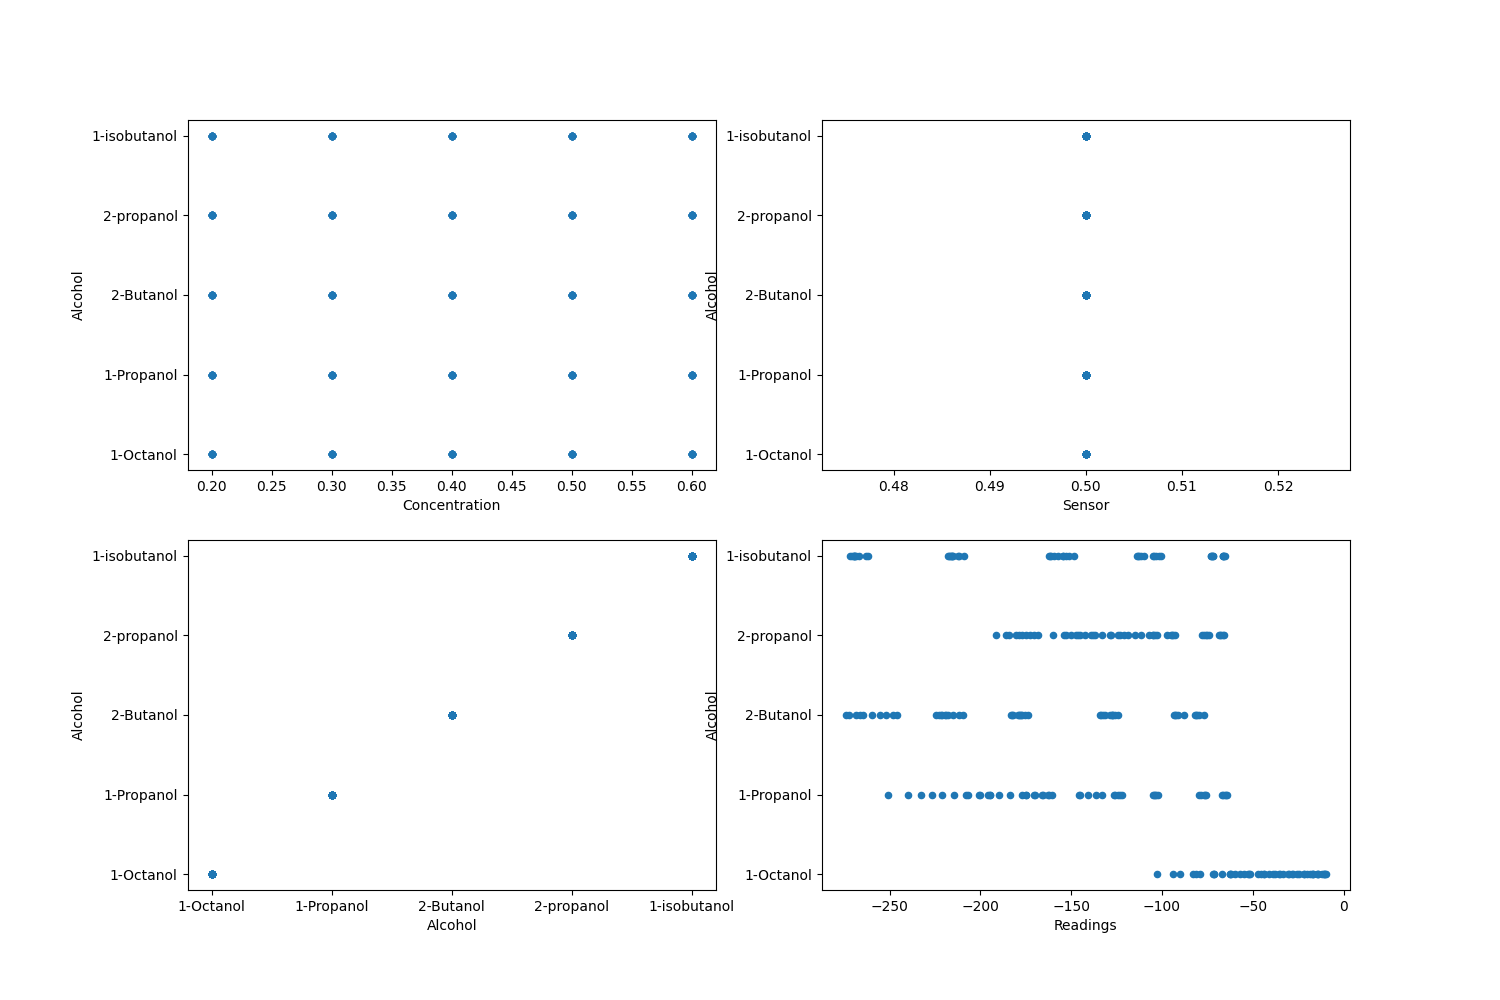 1-isobutanol
2-propanol
2-Butanol
1-Propanol
1-Octanol
Alcohol
0.20 0.25 0.30 0.35 0.40 0.45 0.50 0.55 0.60
Concentration
1-isobutanol
2-propanol
2-Butanol
1-Propanol
1-Octanol
Alcohol
0.48 0.49 0.50 0.51 0.52
Sensor
1-isobutanol
2-propanol
2-Butanol
1-Propanol
1-Octanol
Alcohol
1-Octanol 1-Propanol 2-Butanol 2-propanol 1-isobutanol
Alcohol
1-isobutanol
2-propanol
2-Butanol
1-Propanol
1-Octanol
Alcohol
−250 −200 −150 −100 −50 0
Readings